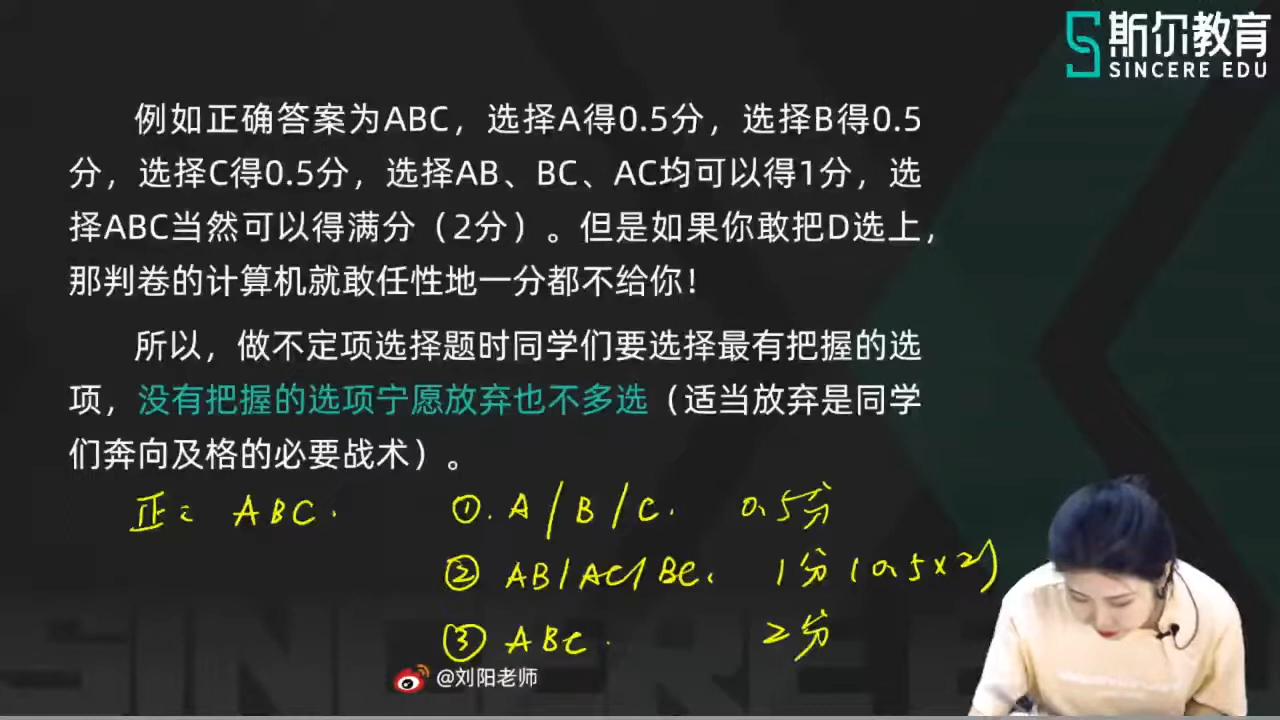 斯尔教育
SINCERE EDU
例如正确答案为ABC，选择A得0.5分，选择B得0.5
分，选择C得0.5分，选择AB、BC、AC均可以得1分，选
择ABC当然可以得满分（2分）。但是如果你敢把D选上，
那判卷的计算机就敢任性地一分都不给你！
所以，做不定项选择题时同学们要选择最有把握的选
项，没有把握的选项宁愿放弃也不多选（适当放弃是同学
们奔向及格的必要战术）。
正: ABC. ①. A / B / C. 0.5分
② AB/AC/BC. 1分 (0.5×2)
③ ABC. 2分
@刘阳老师
SINCERE E